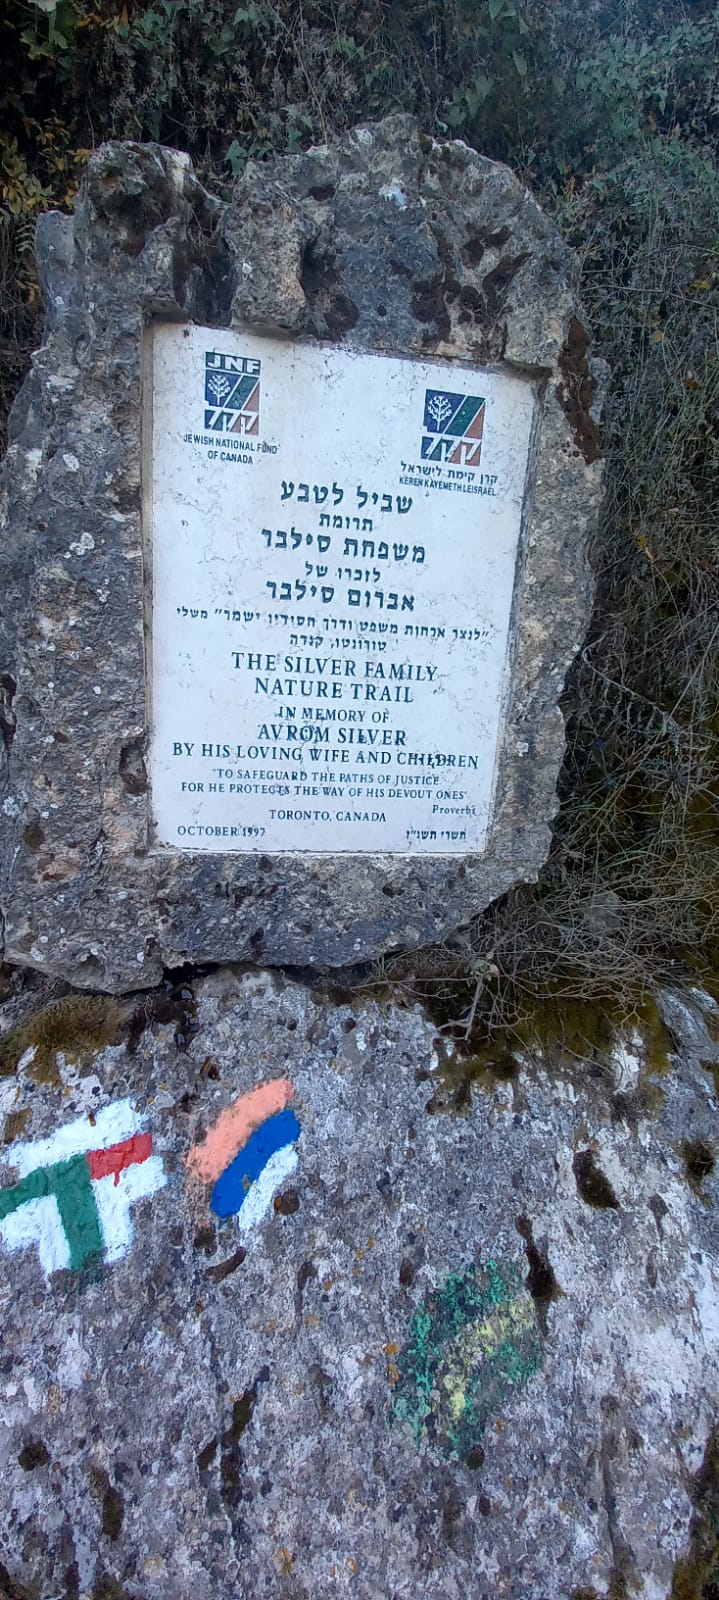 JNF
קקל
JEWISH NATIONAL FUND
OF CANADA
קקל
קרן קימת לישראל
KEREN KAYEMETH LEISRAEL
שביל לטבע
תרומת
משפחת סילבר
לזכרו של
אברום סילבר
"לנצר ארחות משפט ודרך חסידיו ישמר" משלי
טורונטו, קנדה
THE SILVER FAMILY
NATURE TRAIL
IN MEMORY OF
AVROM SILVER
BY HIS LOVING WIFE AND CHILDREN
"TO SAFEGUARD THE PATHS OF JUSTICE
FOR HE PROTECTS THE WAY OF HIS DEVOUT ONES"
Proverbs
TORONTO, CANADA
OCTOBER 1997 תשרי תשנ"ז